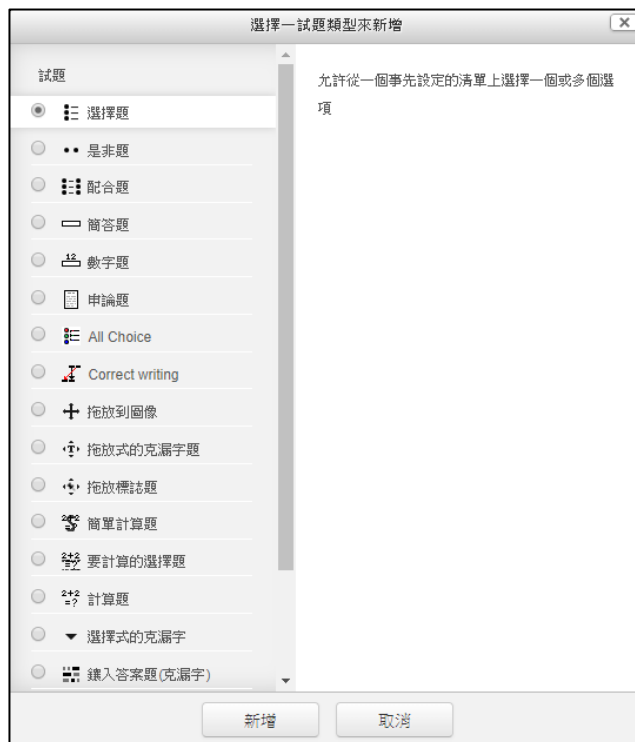 選擇一試題類型來新增
試題
選擇題
是非題
配合題
簡答題
12 數字題
申論題
All Choice
Correct writing
拖放到圖像
拖放式的克漏字題
拖放標誌題
簡單計算題
2+2 =? 要計算的選擇題
2+2 =? 計算題
選擇式的克漏字
鑲入答案題(克漏字)
允許從一個事先設定的清單上選擇一個或多個選
項
新增
取消